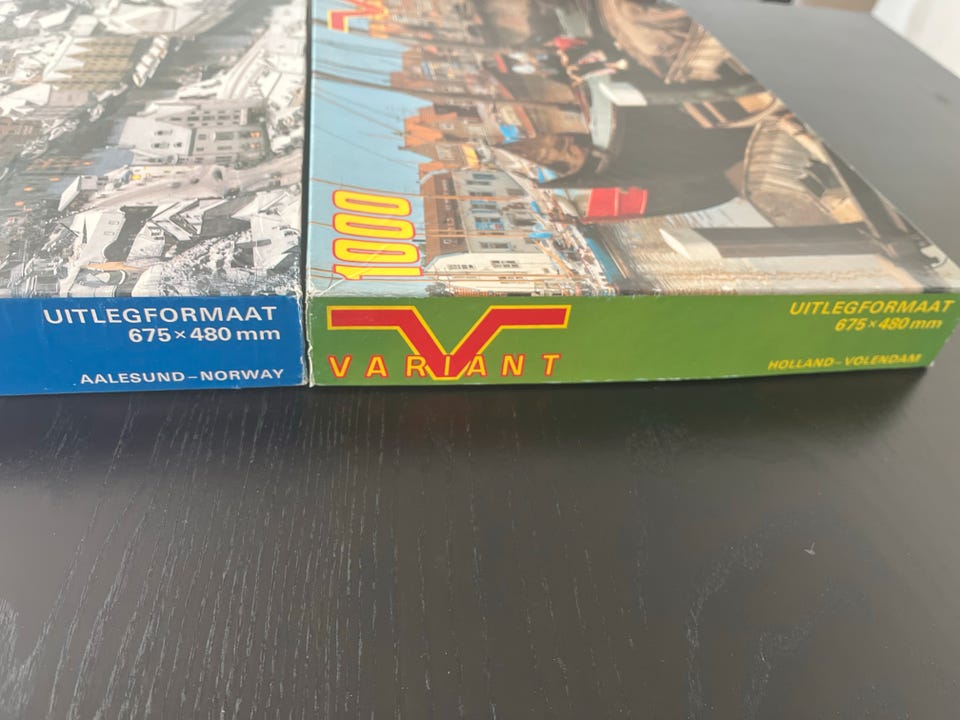 UITLEGFORMAAT
675×480 mm
AALESUND–NORWAY
1000
VARIANT
UITLEGFORMAAT
675×480 mm
HOLLAND–VOLENDAM